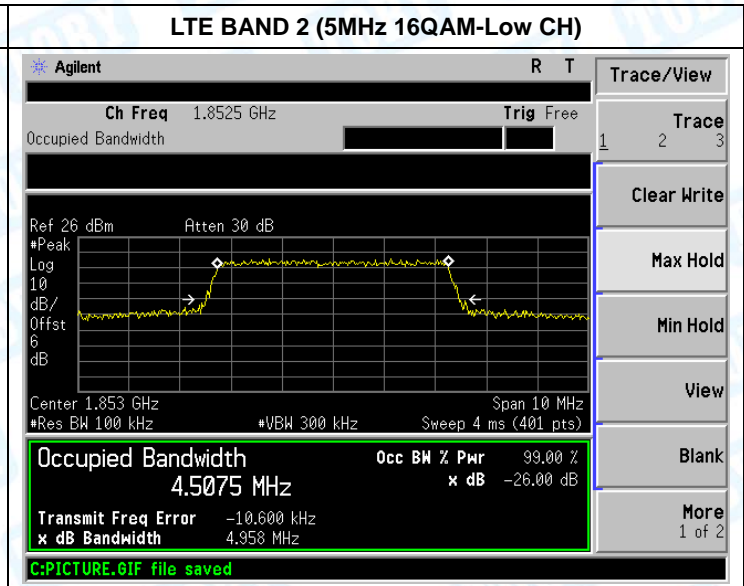 LTE BAND 2 (5MHz 16QAM-Low CH)
Agilent
R T
Trace/View
Ch Freq 1.8525 GHz
Trig Free
Occupied Bandwidth
Trace
1 2 3
Clear Write
Ref 26 dBm
Atten 30 dB
#Peak
Log
10
dB/
Offst
6
dB
Max Hold
Min Hold
Center 1.853 GHz
Span 10 MHz
#Res BW 100 kHz
#VBW 300 kHz
Sweep 4 ms (401 pts)
View
Occupied Bandwidth
4.5075 MHz
Occ BW % Pwr 99.00 %
x dB -26.00 dB
Blank
Transmit Freq Error -10.600 kHz
x dB Bandwidth 4.958 MHz
More
1 of 2
C:PICTURE.GIF file saved